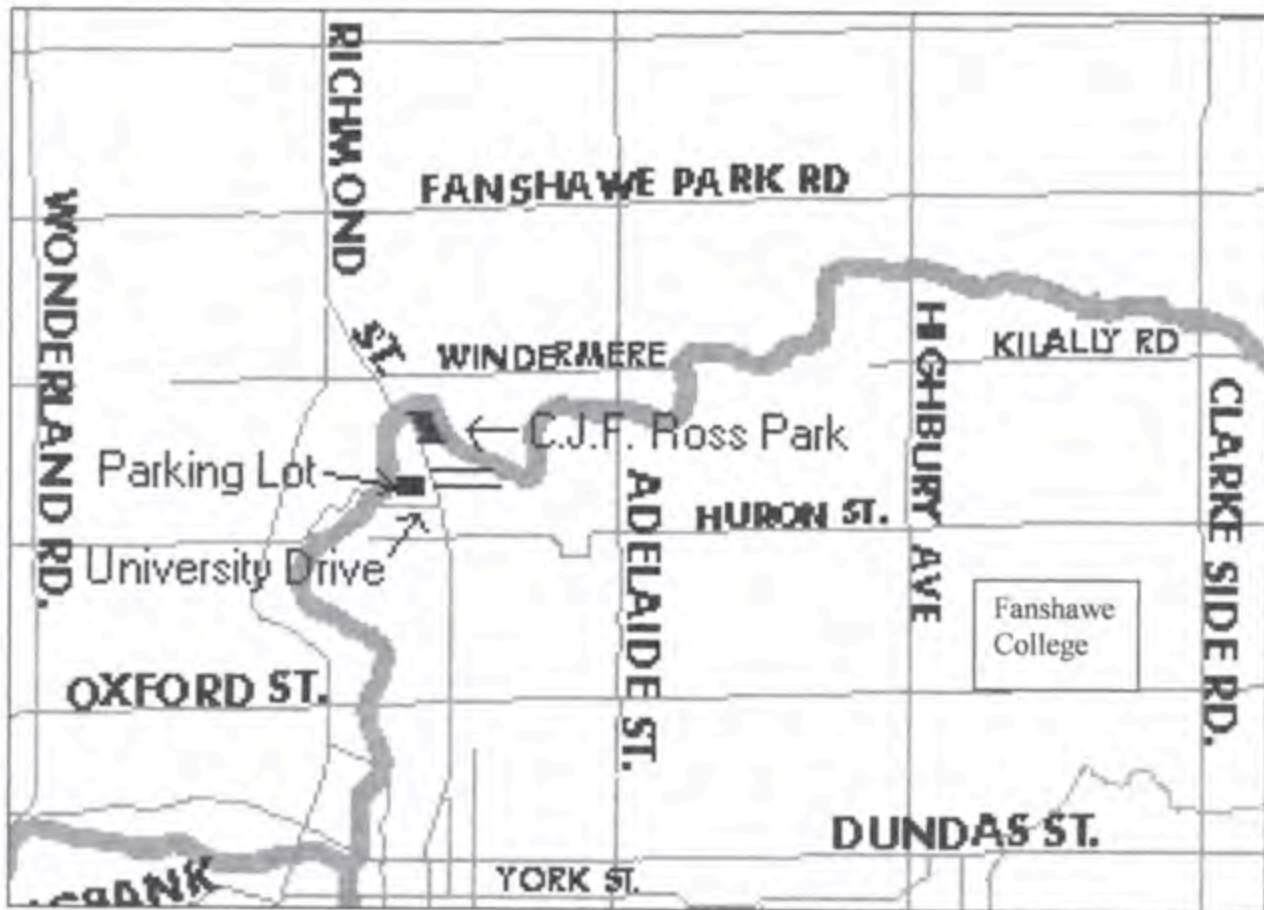 RICHMOND
ST.
FANSHAWE PARK RD
WONDERLAND RD.
WINDERMERE
KILALLY RD
HIGHBURY AVE
CLARKE SIDE RD.
C.J.F. Ross Park
Parking Lot
ADELAIDE ST.
HURON ST.
University Drive
Fanshawe
College
OXFORD ST.
DUNDAS ST.
YORK ST.